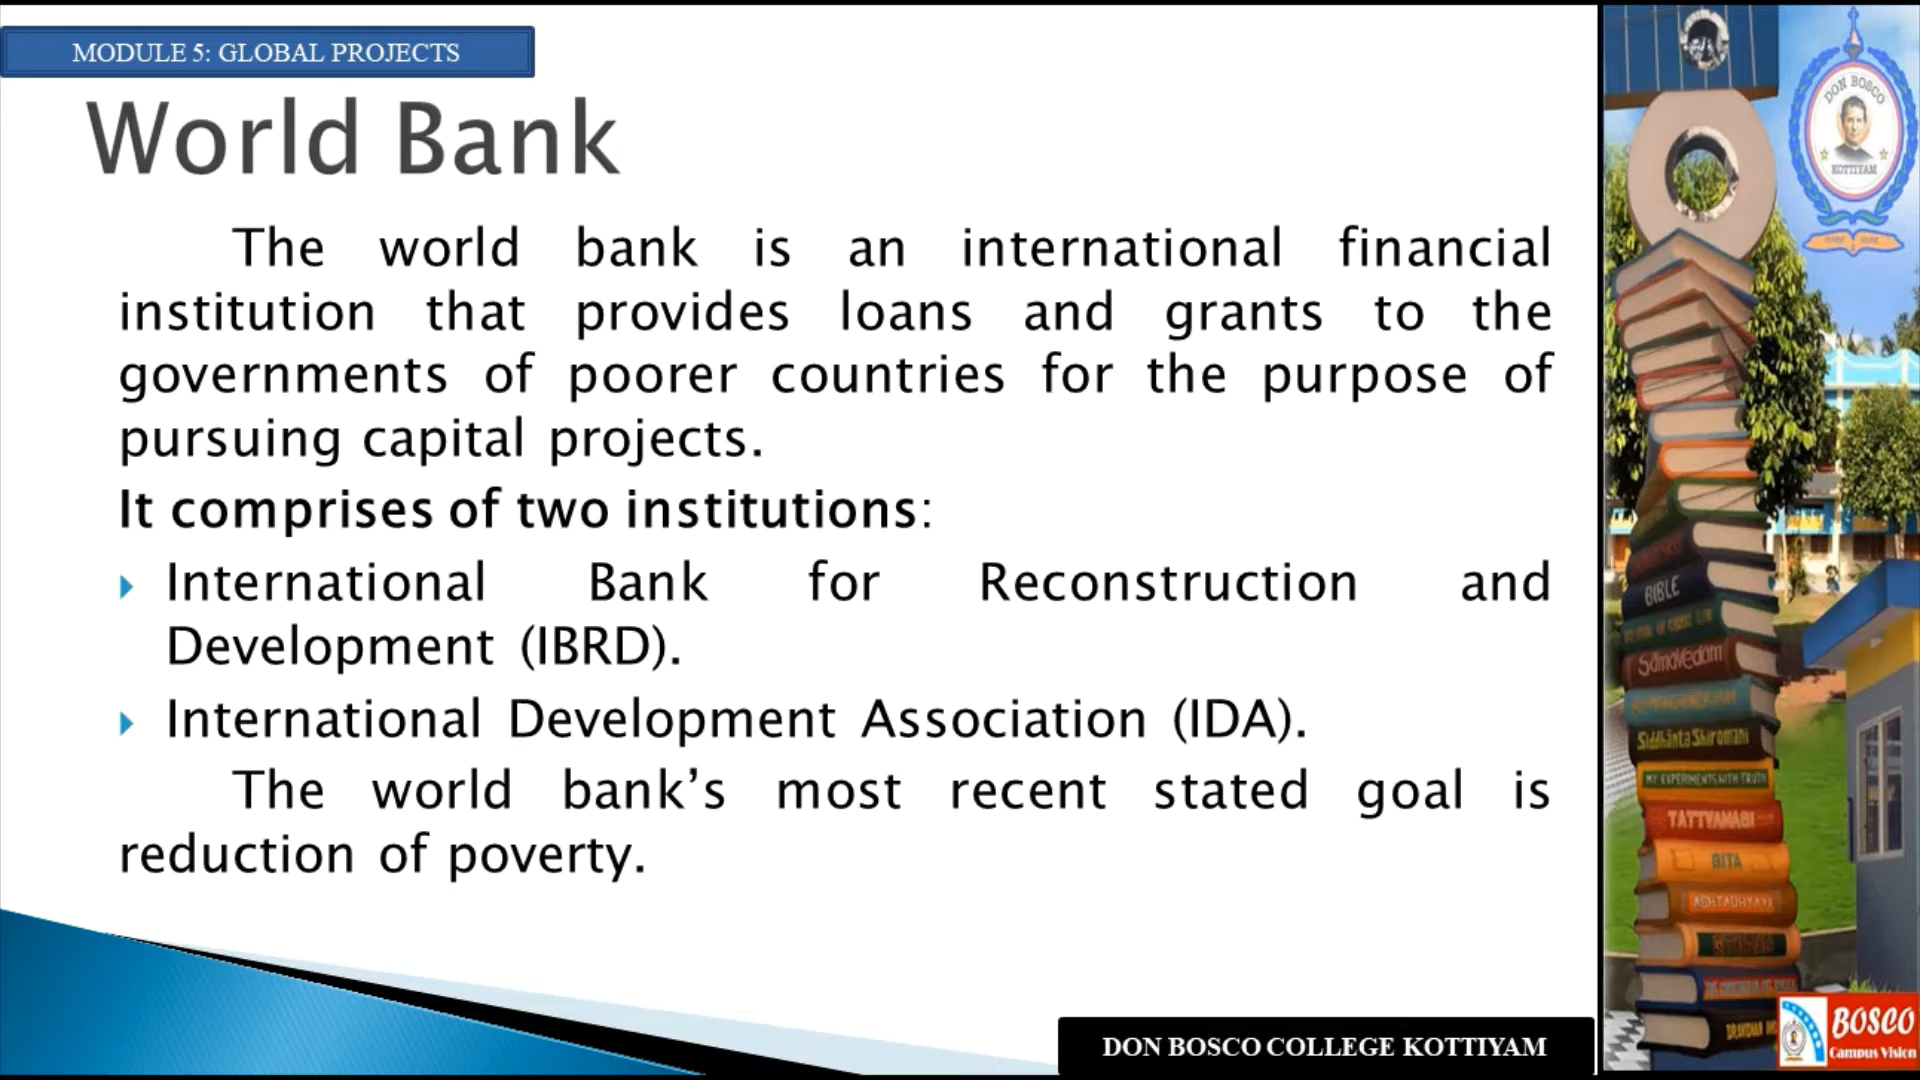 MODULE 5: GLOBAL PROJECTS
World Bank
The world bank is an international financial
institution that provides loans and grants to the
governments of poorer countries for the purpose of
pursuing capital projects.
It comprises of two institutions:
International Bank for Reconstruction and
Development (IBRD).
International Development Association (IDA).
The world bank’s most recent stated goal is
reduction of poverty.
DON BOSCO COLLEGE KOTTIYAM
DON BOSCO
KOTTIYAM
BIBLE
SamaVedam
Siddhanta Shiromani
MY EXPERIMENTS WITH TRUTH
GITA
ASHTADHYAYI
BOSCO
Campus Vision